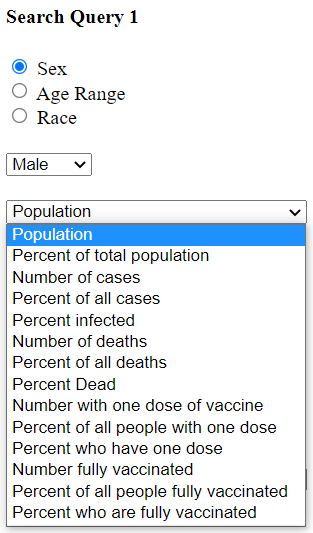 Search Query 1
Sex
Age Range
Race
Male
Population
Population
Percent of total population
Number of cases
Percent of all cases
Percent infected
Number of deaths
Percent of all deaths
Percent Dead
Number with one dose of vaccine
Percent of all people with one dose
Percent who have one dose
Number fully vaccinated
Percent of all people fully vaccinated
Percent who are fully vaccinated